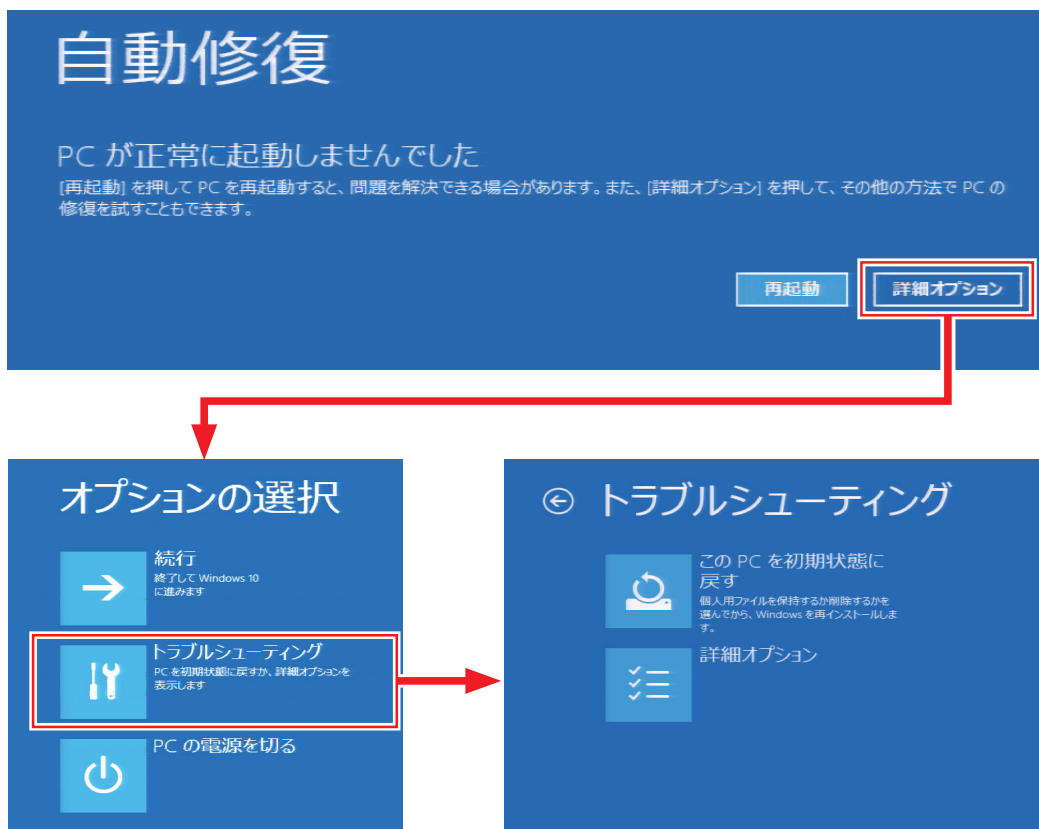 自動修復
PC が正常に起動しませんでした
[再起動] を押して PC を再起動すると、問題を解決できる場合があります。また、[詳細オプション] を押して、その他の方法で PC の
修復を試すこともできます。
再起動
詳細オプション
オプションの選択
続行
終了して Windows 10
に進みます
トラブルシューティング
PC を初期状態に戻すか、詳細オプションを
表示します
PC の電源を切る
トラブルシューティング
この PC を初期状態に
戻す
個人用ファイルを保持するか削除するかを
選んでから、Windows を再インストールしま
す。
詳細オプション